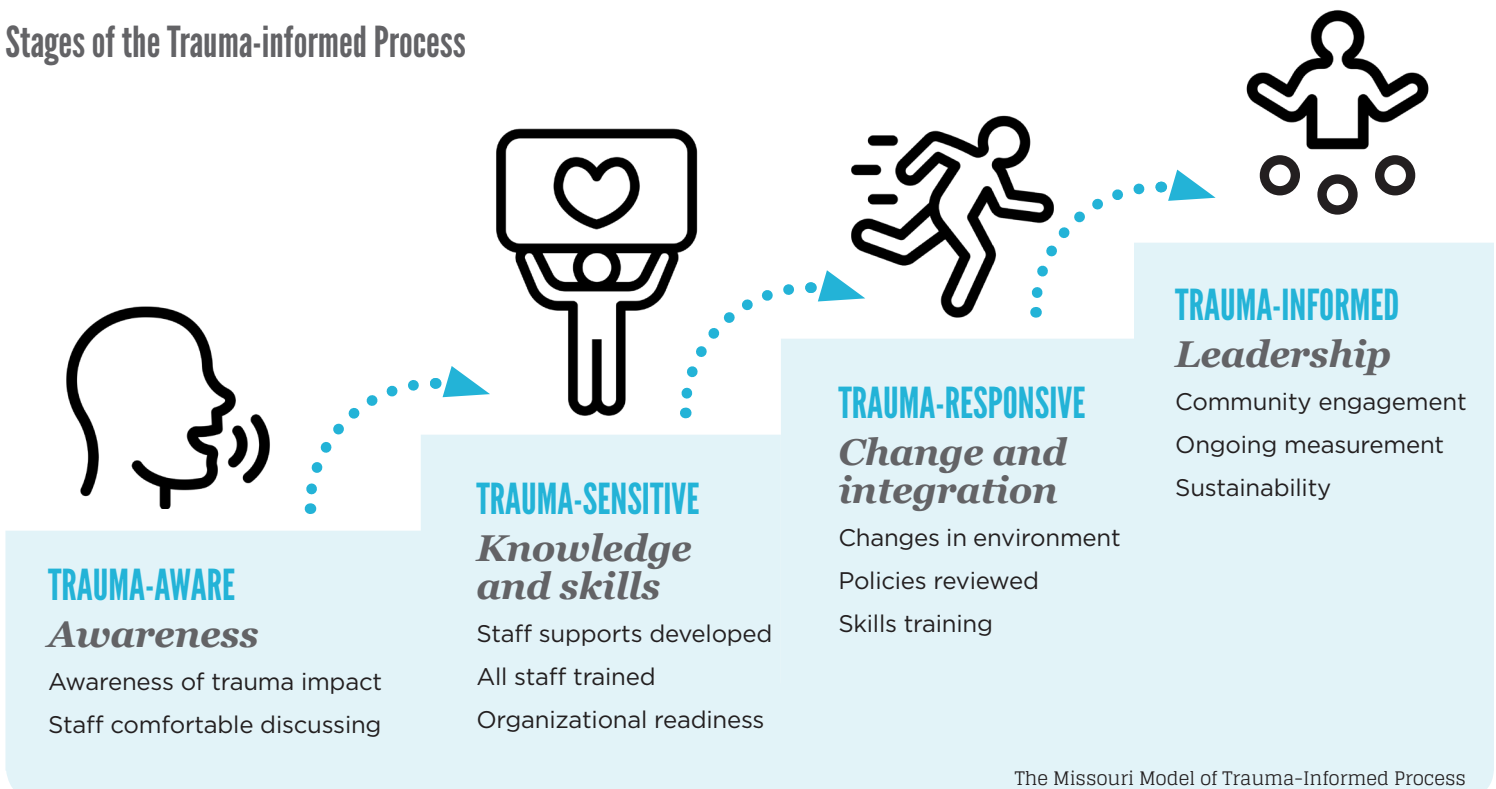 Stages of the Trauma-informed Process
TRAUMA-AWARE
Awareness
Awareness of trauma impact
Staff comfortable discussing
TRAUMA-SENSITIVE
Knowledge
and skills
Staff supports developed
All staff trained
Organizational readiness
TRAUMA-RESPONSIVE
Change and
integration
Changes in environment
Policies reviewed
Skills training
TRAUMA-INFORMED
Leadership
Community engagement
Ongoing measurement
Sustainability
The Missouri Model of Trauma-Informed Process